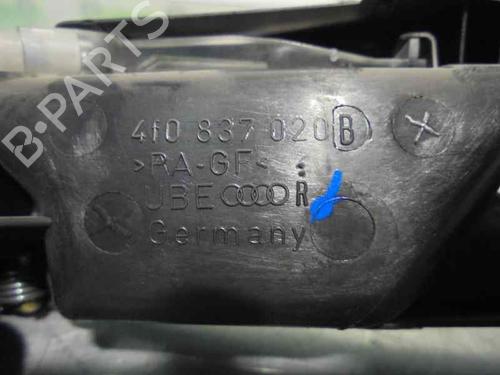 B-PARTS
4f0 837 020 B
>PA-GF<
UBE R
Germany